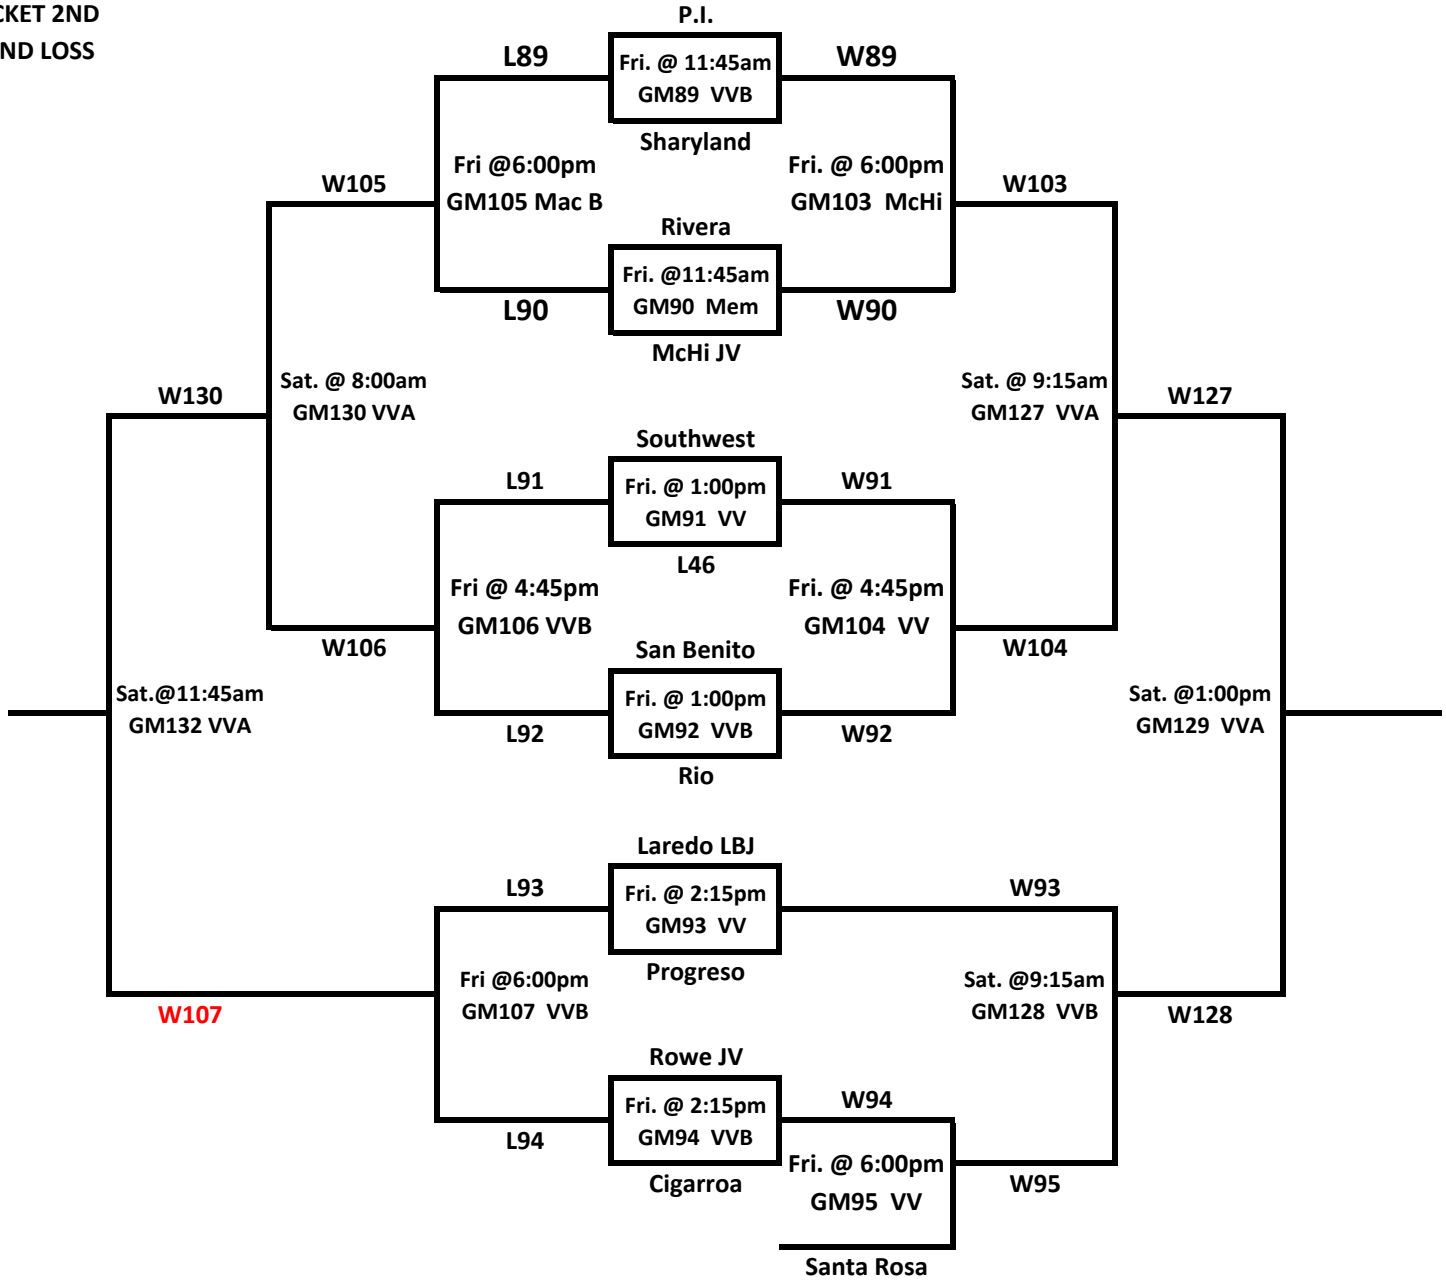 CKET 2ND
ND LOSS
P.I.
L89
Fri. @ 11:45am
GM89 VVB
W89
Sharyland
Fri @6:00pm
GM105 Mac B
Fri. @ 6:00pm
GM103 McHi
W105
W103
Rivera
Fri. @11:45am
GM90 Mem
L90
W90
McHi JV
Sat. @ 8:00am
GM130 VVA
Sat. @ 9:15am
GM127 VVA
W130
W127
Southwest
L91
Fri. @ 1:00pm
GM91 VV
W91
L46
Fri @ 4:45pm
GM106 VVB
Fri. @ 4:45pm
GM104 VV
W106
W104
San Benito
Fri. @ 1:00pm
GM92 VVB
L92
W92
Rio
Sat.@11:45am
GM132 VVA
Sat. @1:00pm
GM129 VVA
Laredo LBJ
L93
Fri. @ 2:15pm
GM93 VV
W93
Progreso
Fri @6:00pm
GM107 VVB
Sat. @9:15am
GM128 VVB
W107
W128
Rowe JV
Fri. @ 2:15pm
GM94 VVB
W94
L94
Cigarroa
Fri. @ 6:00pm
GM95 VV
W95
Santa Rosa